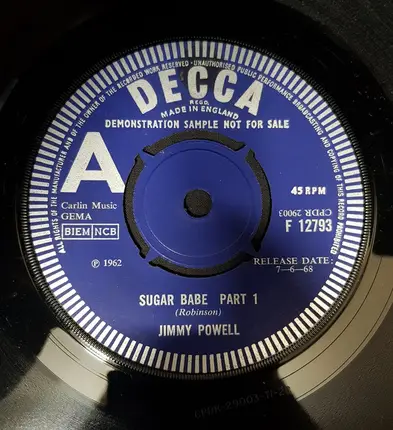 ALL RIGHTS OF THE MANUFACTURER AND OF THE OWNER OF THE RECORDED WORK RESERVED · UNAUTHORISED PUBLIC PERFORMANCE BROADCASTING AND COPYING OF THIS RECORD PROHIBITED
DECCA
REGD.
MADE IN ENGLAND
DEMONSTRATION SAMPLE NOT FOR SALE
A
45 RPM
Carlin Music
GEMA
BIEM NCB
CPDR 29003
F 12793
℗ 1962
RELEASE DATE:
7-6-68
SUGAR BABE PART 1
(Robinson)
JIMMY POWELL